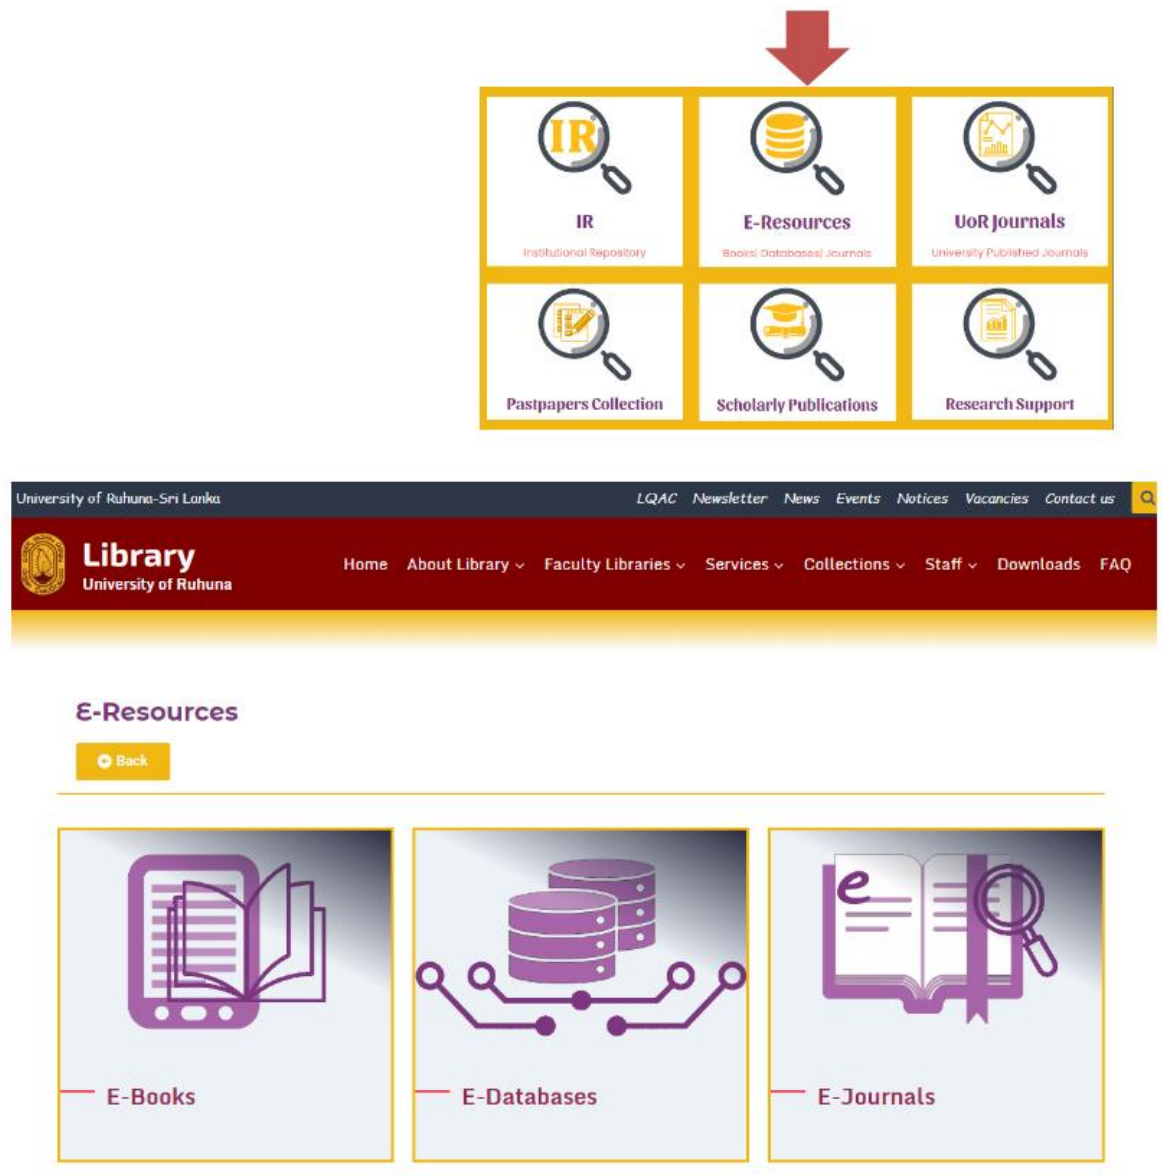 IR
IR
Institutional Repository
E-Resources
Books| Databases| Journals
UoR Journals
University Published Journals
Pastpapers Collection
Scholarly Publications
Research Support
University of Ruhuna-Sri Lanka
LQAC Newsletter News Events Notices Vacancies Contact us
Library
University of Ruhuna
Home About Library Faculty Libraries Services Collections Staff Downloads FAQ
E-Resources
Back
e
E-Books
E-Databases
E-Journals